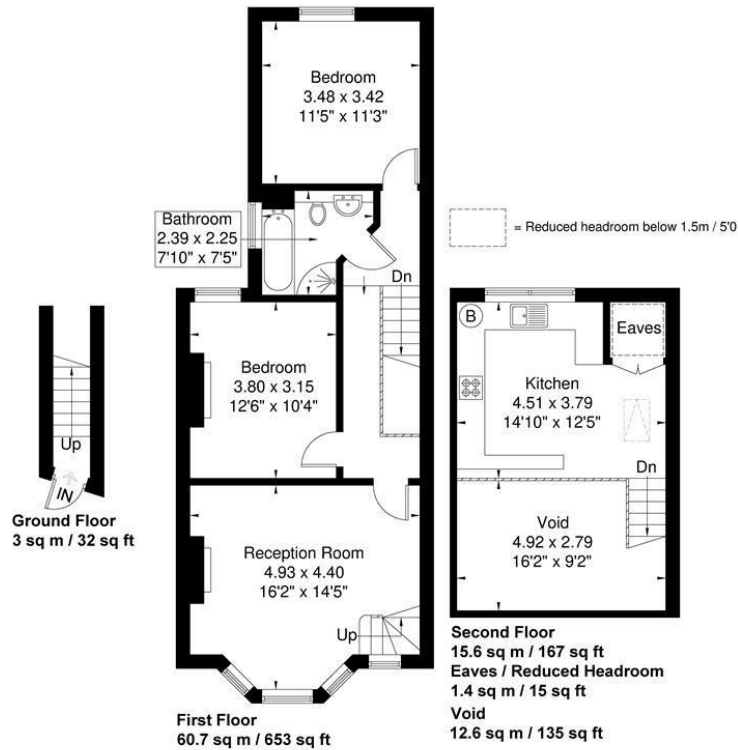 Bedroom
3.48 x 3.42
11'5" x 11'3"
Bathroom
2.39 x 2.25
7'10" x 7'5"
= Reduced headroom below 1.5m / 5'0
Dn
Bedroom
3.80 x 3.15
12'6" x 10'4"
B
Eaves
Kitchen
4.51 x 3.79
14'10" x 12'5"
Dn
Up
IN
Ground Floor
3 sq m / 32 sq ft
Reception Room
4.93 x 4.40
16'2" x 14'5"
Up
Void
4.92 x 2.79
16'2" x 9'2"
First Floor
60.7 sq m / 653 sq ft
Second Floor
15.6 sq m / 167 sq ft
Eaves / Reduced Headroom
1.4 sq m / 15 sq ft
Void
12.6 sq m / 135 sq ft